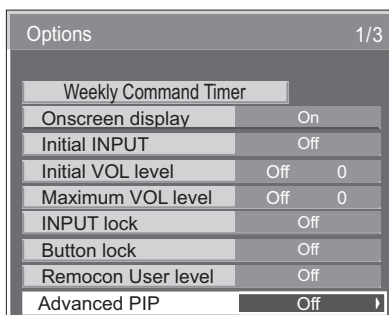 Options 1/3
Weekly Command Timer
Onscreen display On
Initial INPUT Off
Initial VOL level Off 0
Maximum VOL level Off 0
INPUT lock Off
Button lock Off
Remocon User level Off
Advanced PIP Off